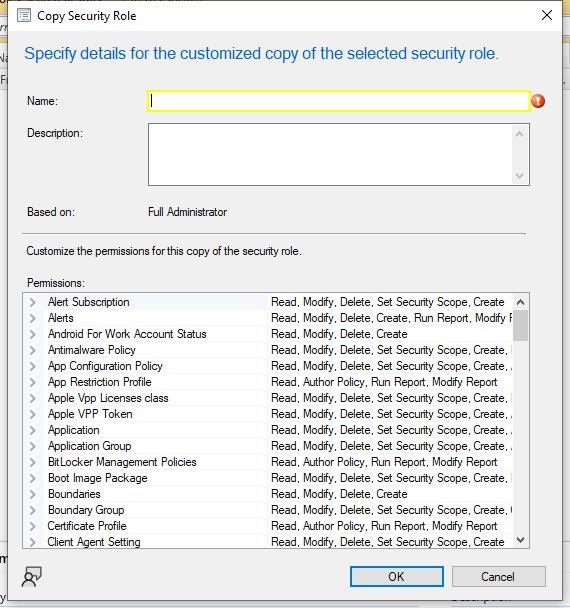 Copy Security Role
Specify details for the customized copy of the selected security role.
Name:
Description:
Based on: Full Administrator
Customize the permissions for this copy of the security role.
Permissions:
Alert Subscription Read, Modify, Delete, Set Security Scope, Create
Alerts Read, Modify, Delete, Create, Run Report, Modify
Android For Work Account Status Read, Modify, Delete, Create
Antimalware Policy Read, Modify, Delete, Set Security Scope, Create,
App Configuration Policy Read, Modify, Delete, Set Security Scope, Create,
App Restriction Profile Read, Author Policy, Run Report, Modify Report
Apple Vpp Licenses class Read, Modify, Delete, Set Security Scope, Create,
Apple VPP Token Read, Modify, Delete, Set Security Scope, Create,
Application Read, Modify, Delete, Set Security Scope, Create,
Application Group Read, Modify, Delete, Set Security Scope, Create,
BitLocker Management Policies Read, Author Policy, Run Report, Modify Report
Boot Image Package Read, Modify, Delete, Set Security Scope, Create,
Boundaries Read, Modify, Delete, Create
Boundary Group Read, Modify, Delete, Set Security Scope, Create,
Certificate Profile Read, Author Policy, Run Report, Modify Report
Client Agent Setting Read, Modify, Delete, Set Security Scope, Create
OK Cancel